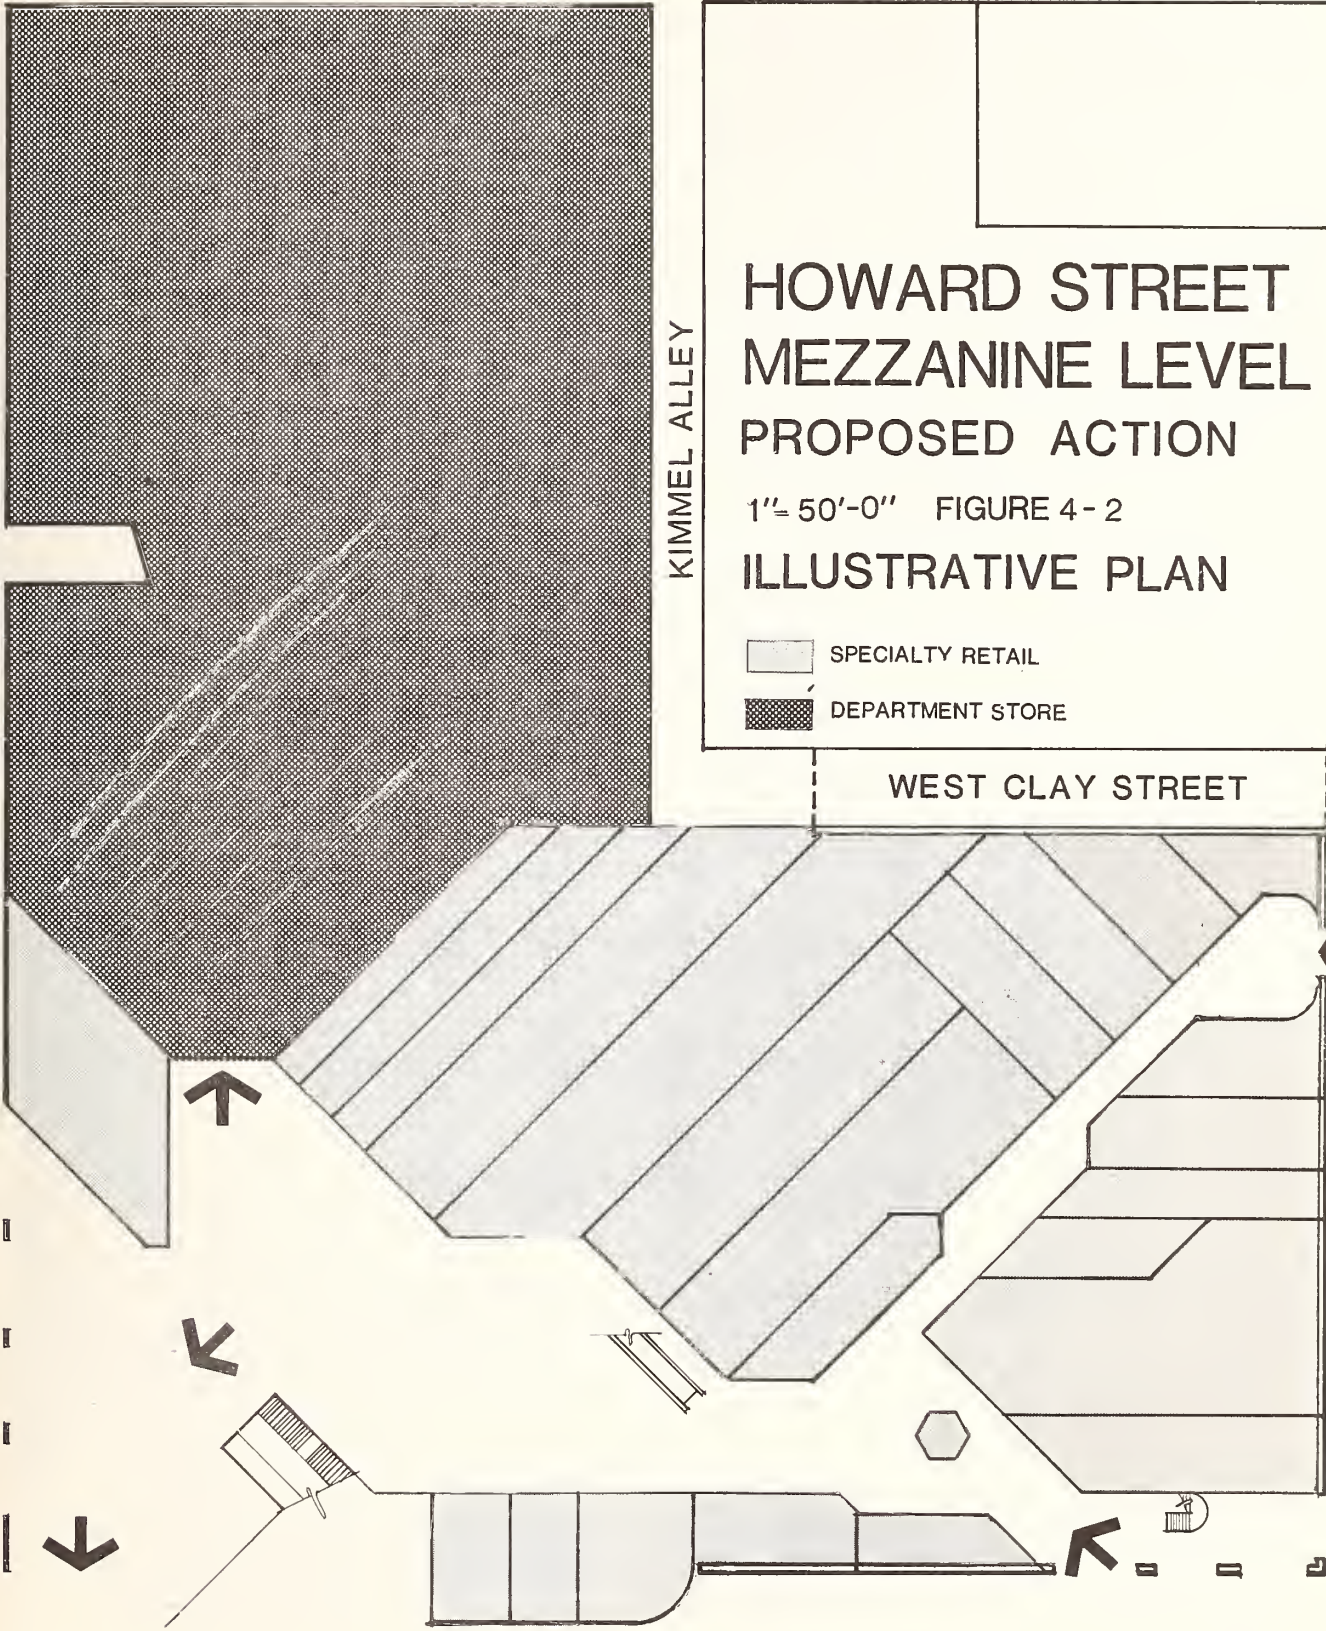 HOWARD STREET
MEZZANINE LEVEL
PROPOSED ACTION
1"= 50'-0" FIGURE 4-2
ILLUSTRATIVE PLAN
SPECIALTY RETAIL
DEPARTMENT STORE
KIMMEL ALLEY
WEST CLAY STREET